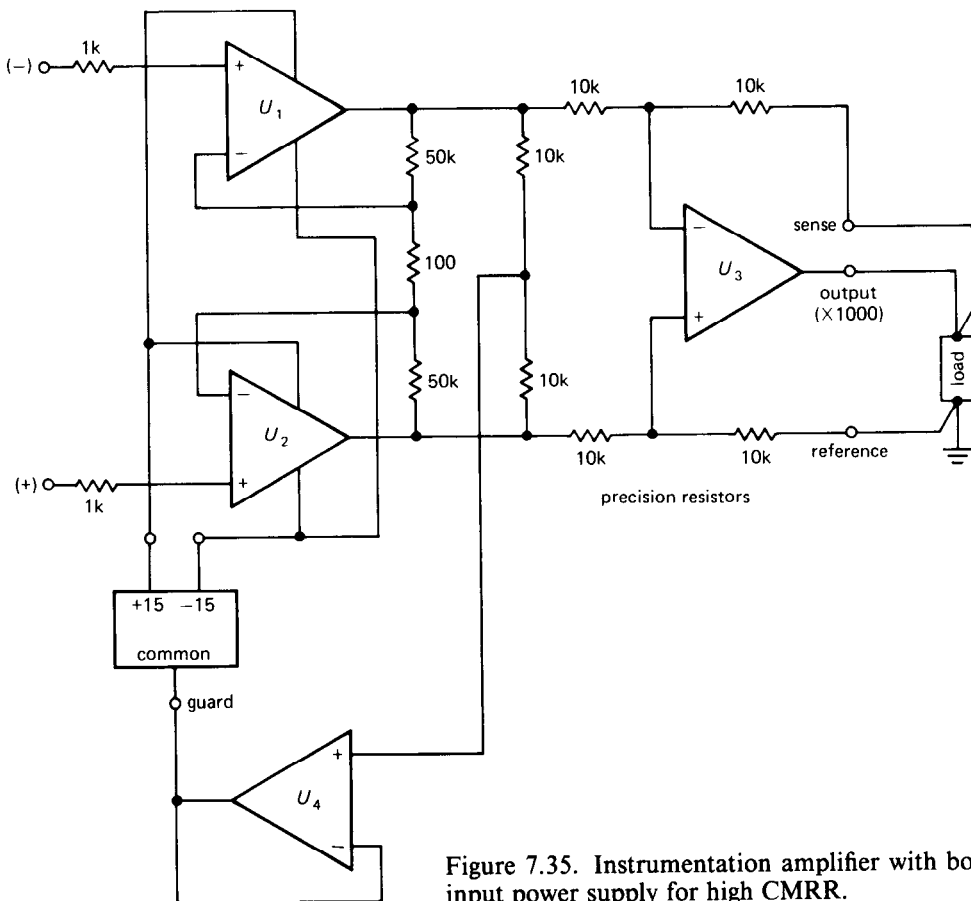 1k
(−)
+
U1
−
50k
10k
10k
10k
100
sense
−
U3
+
output
(×1000)
load
−
U2
+
50k
10k
(+)
1k
10k
10k
reference
precision resistors
+15 −15
common
guard
+
U4
−
Figure 7.35. Instrumentation amplifier with
input power supply for high CMRR.